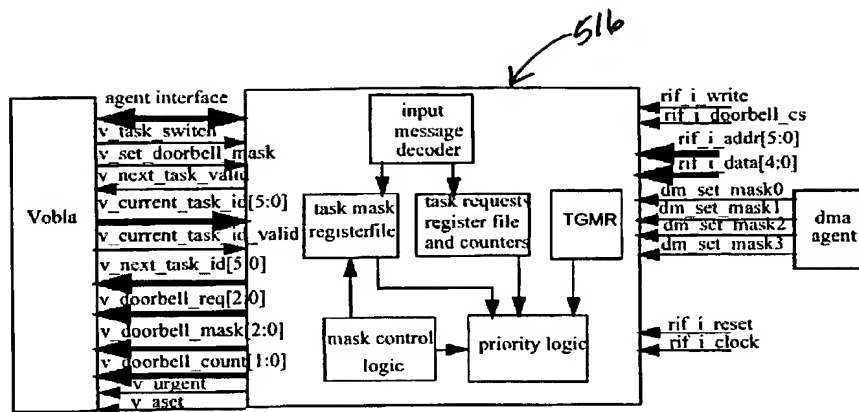 516
agent interface
v_task_switch
v_set_doorbell_mask
v_next_task_valid
v_current_task_id[5:0]
v_current_task_id_valid
v_next_task_id[5:0]
v_doorbell_req[2:0]
v_doorbell_mask[2:0]
v_doorbell_count[1:0]
v_urgent
v_aset
Vobla
input
message
decoder
task mask
registerfile
task request
register file
and counters
TGMR
mask control
logic
priority logic
rif_i_write
rif_i_doorbell_cs
rif_i_addr[5:0]
rif_i_data[4:0]
dm_set_mask0
dm_set_mask1
dm_set_mask2
dm_set_mask3
dma
agent
rif_i_reset
rif_i_clock